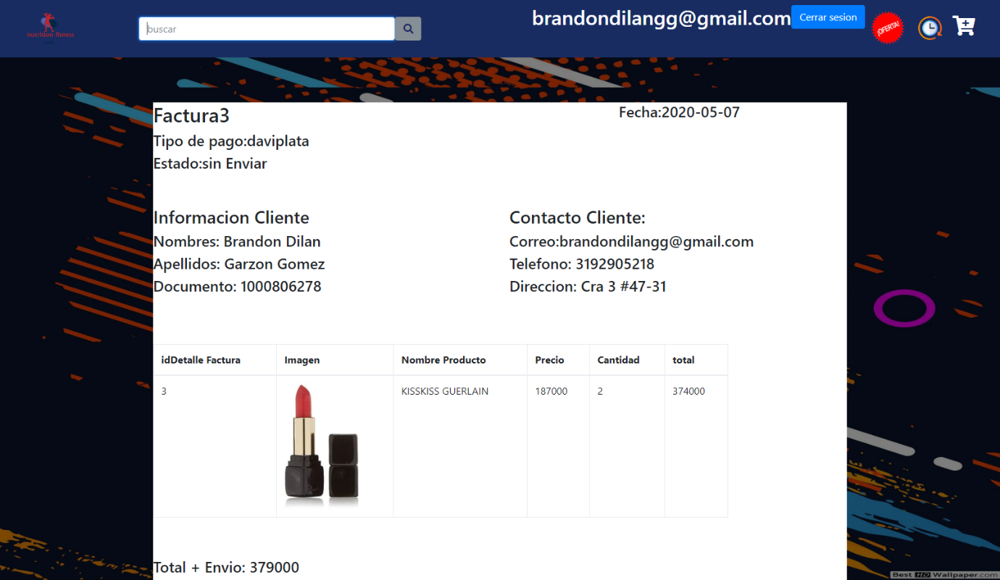 nutrition fitness
buscar
brandondilangg@gmail.com
Cerrar sesion
¡OFERTA!
Factura3
Fecha:2020-05-07
Tipo de pago:daviplata
Estado:sin Enviar
Informacion Cliente
Contacto Cliente:
Nombres: Brandon Dilan
Correo:brandondilangg@gmail.com
Apellidos: Garzon Gomez
Telefono: 3192905218
Documento: 1000806278
Direccion: Cra 3 #47-31
idDetalle Factura Imagen Nombre Producto Precio Cantidad total
3 KISSKISS GUERLAIN 187000 2 374000
Total + Envio: 379000
Best HD Wallpaper.com